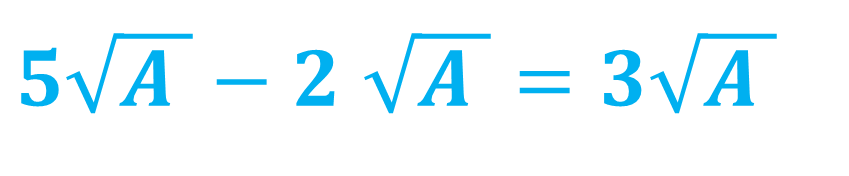 5√A − 2 √A = 3√A